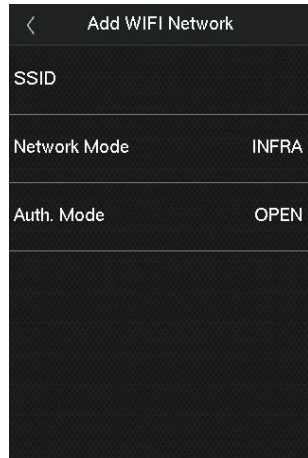 Add WIFI Network
SSID
Network Mode INFRA
Auth. Mode OPEN